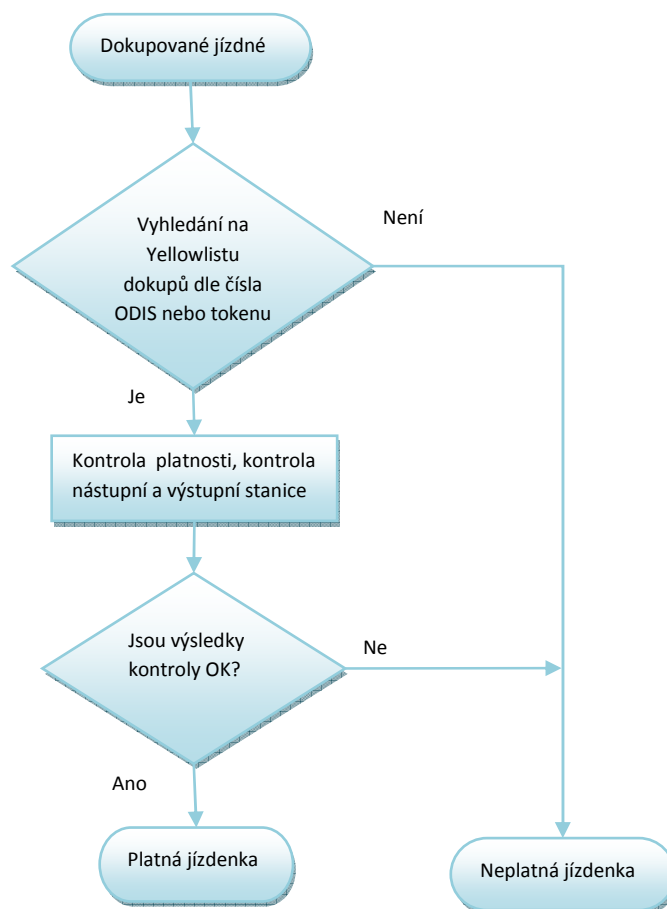 Dokupované jízdné
Vyhledání na
Yellowlistu
dokupů dle čísla
ODIS nebo tokenu
Není
Je
Kontrola platnosti, kontrola
nástupní a výstupní stanice
Jsou výsledky
kontroly OK?
Ne
Ano
Platná jízdenka
Neplatná jízdenka